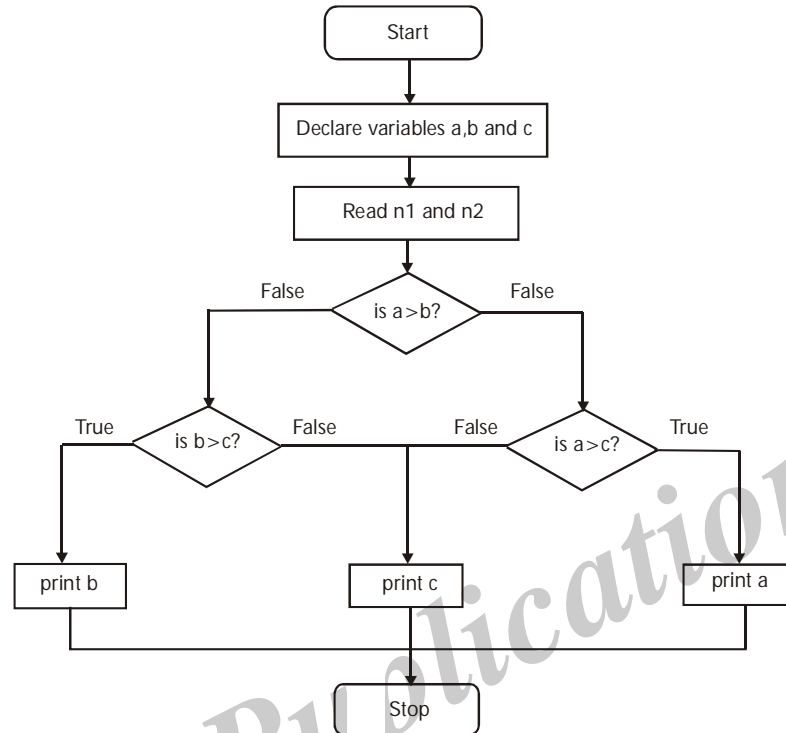 Start
Declare variables a,b and c
Read n1 and n2
is a>b?
False
False
is b>c?
True
False
is a>c?
False
True
print b
print c
print a
Stop